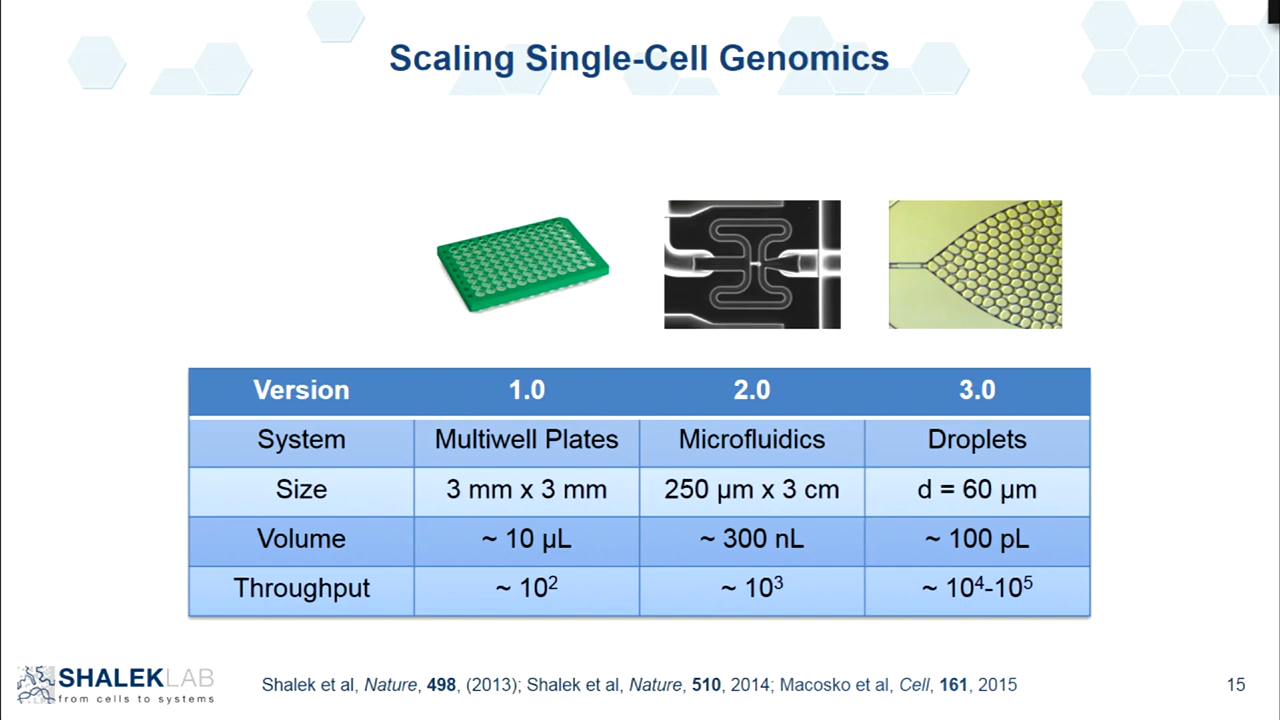 Scaling Single-Cell Genomics
Version 1.0 2.0 3.0
System Multiwell Plates Microfluidics Droplets
Size 3 mm x 3 mm 250 µm x 3 cm d = 60 µm
Volume ~ 10 µL ~ 300 nL ~ 100 pL
Throughput ~ 10² ~ 10³ ~ 10⁴-10⁵
SHALEKLAB
from cells to systems
Shalek et al, Nature, 498, (2013); Shalek et al, Nature, 510, 2014; Macosko et al, Cell, 161, 2015
15